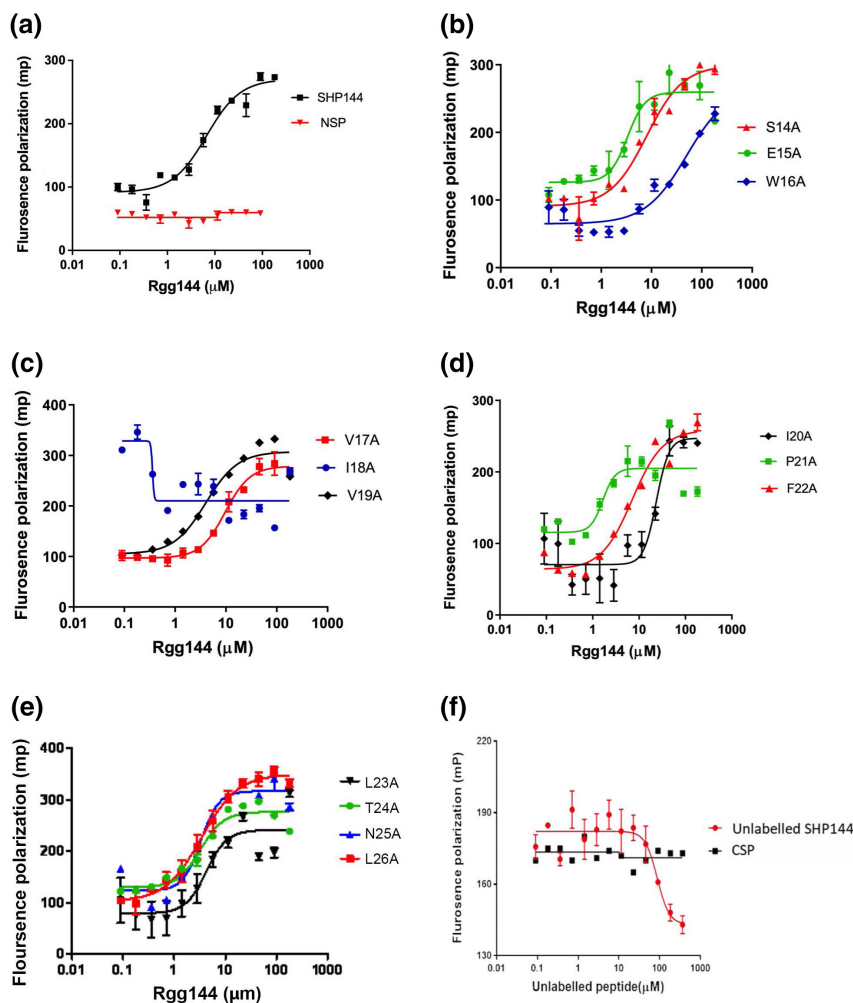 (a)
Flurosence polarization (mp)
300
200
100
0
0.01 0.1 1 10 100 1000
Rgg144 (μM)
SHP144
NSP
(b)
Flurosence polarization (mp)
300
200
100
0
0.01 0.1 1 10 100 1000
Rgg144 (μM)
S14A
E15A
W16A
(c)
Flurosence polarization (mp)
400
300
200
100
0
0.01 0.1 1 10 100 1000
Rgg144 (μM)
V17A
I18A
V19A
(d)
Flurosence polarization (mp)
300
200
100
0
0.01 0.1 1 10 100 1000
Rgg144 (μM)
I20A
P21A
F22A
(e)
Floursence polarization (mp)
400
300
200
100
0
0.01 0.1 1 10 100 1000
Rgg144 (μm)
L23A
T24A
N25A
L26A
(f)
Flurosence polarization (mP)
220
190
160
130
0.01 0.1 1 10 100 1000
Unlabelled peptide(μM)
Unlabelled SHP144
CSP